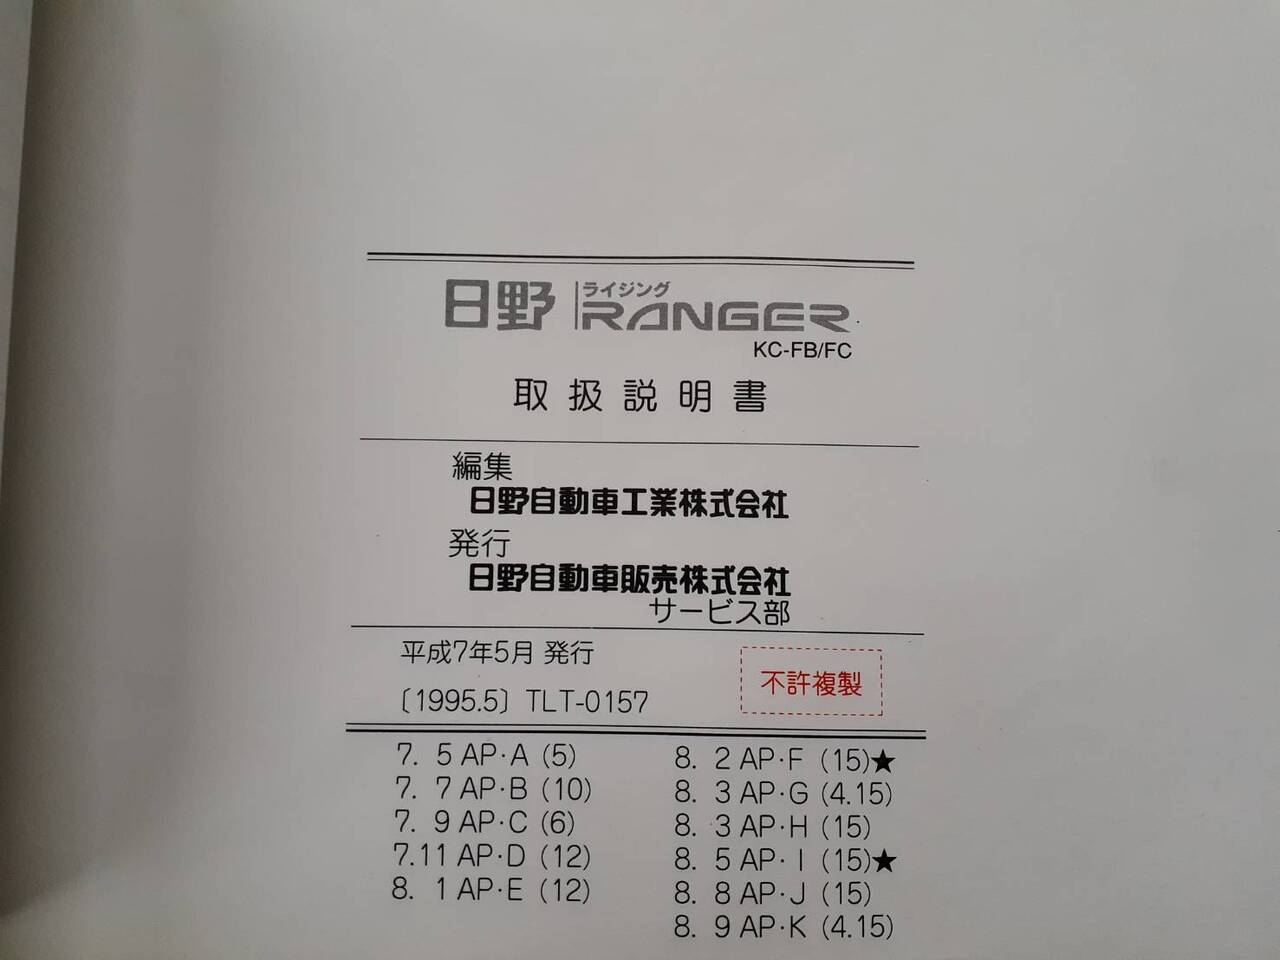 日野 ライジング RANGER
KC-FB/FC
取扱説明書
編集
日野自動車工業株式会社
発行
日野自動車販売株式会社
サービス部
平成7年5月 発行
〔1995.5〕 TLT-0157
不許複製
7. 5 AP·A (5)
7. 7 AP·B (10)
7. 9 AP·C (6)
7.11 AP·D (12)
8. 1 AP·E (12)
8. 2 AP·F (15)★
8. 3 AP·G (4.15)
8. 3 AP·H (15)
8. 5 AP·I (15)★
8. 8 AP·J (15)
8. 9 AP·K (4.15)